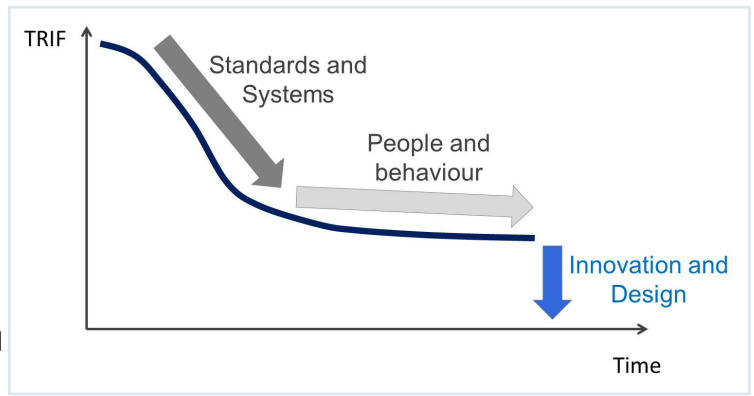 TRIF
Standards and
Systems
People and
behaviour
Innovation and
Design
Time